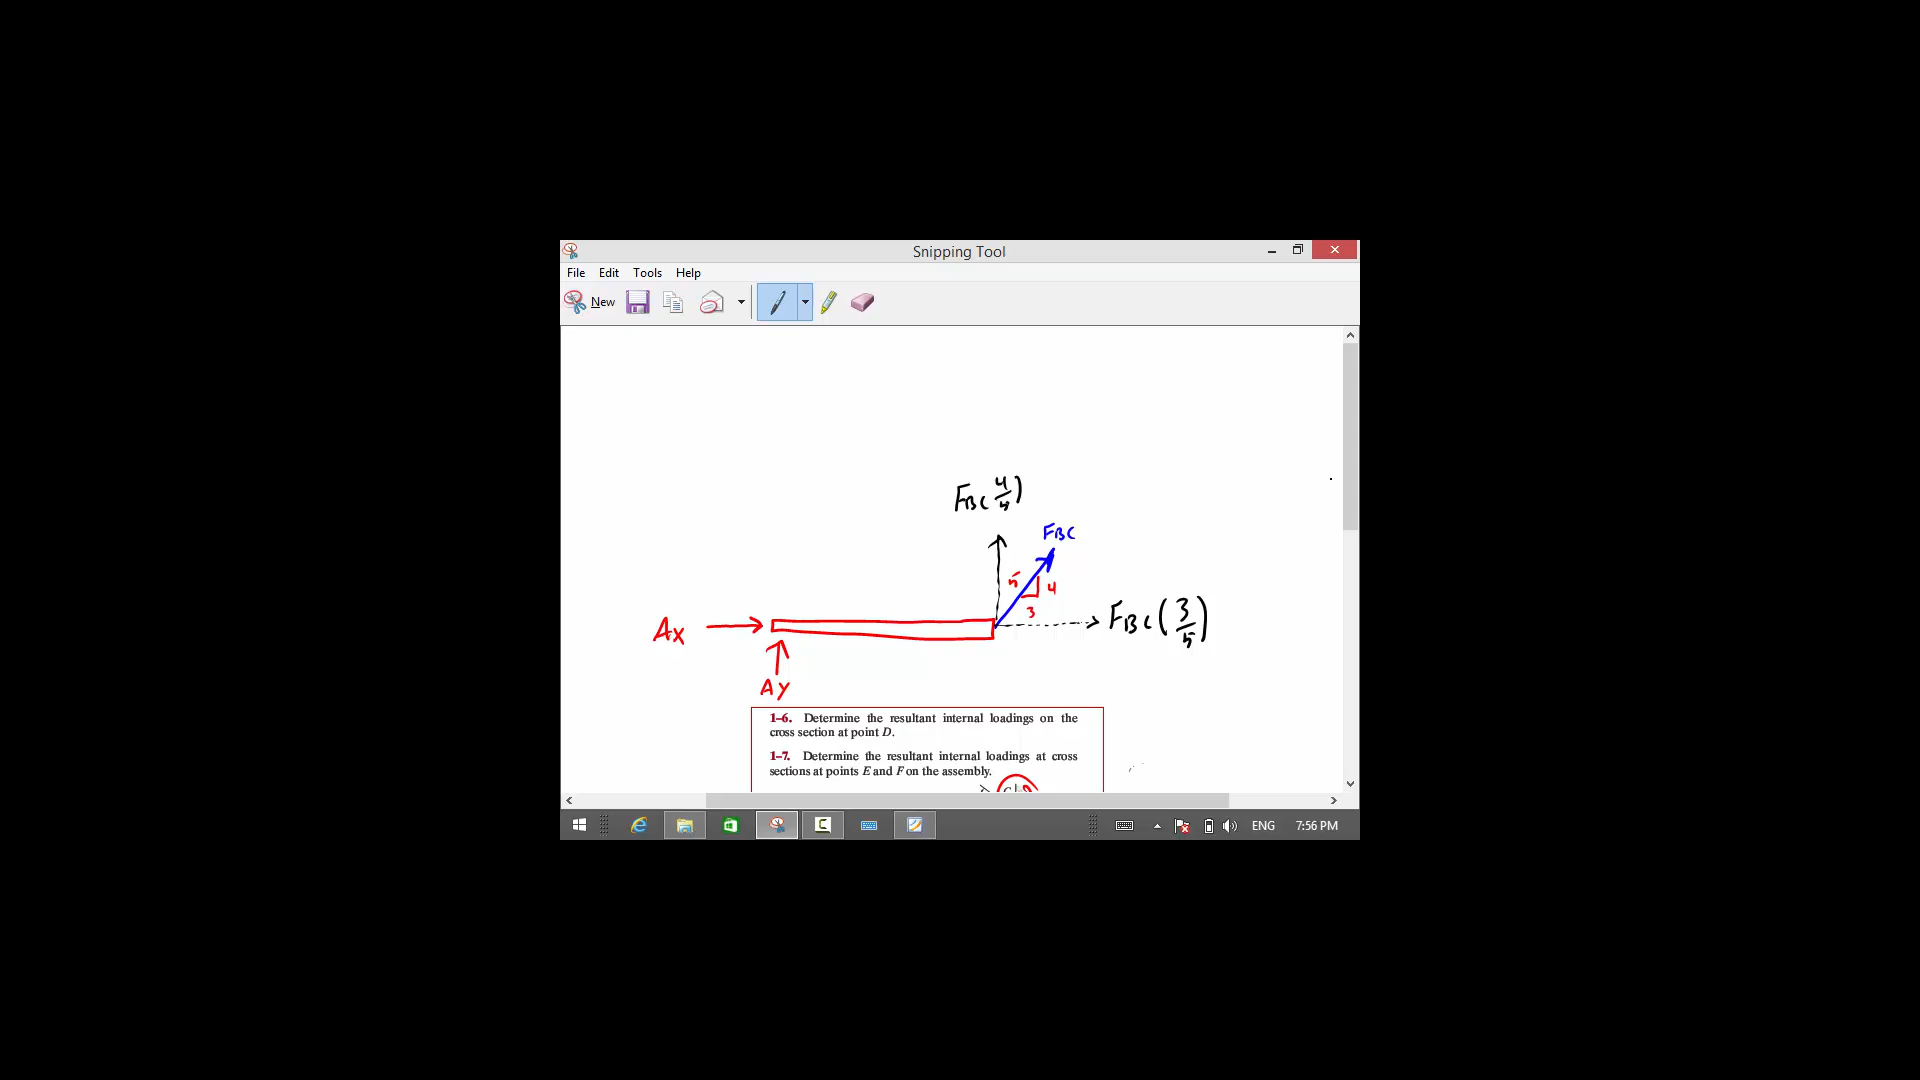 Snipping Tool
File Edit Tools Help
New
FBC 4/5)
FBC
5
4
3
Ax
FBC (3/5)
Ay
1–6. Determine the resultant internal loadings on the
cross section at point D.
1–7. Determine the resultant internal loadings at cross
sections at points E and F on the assembly.
ENG 7:56 PM